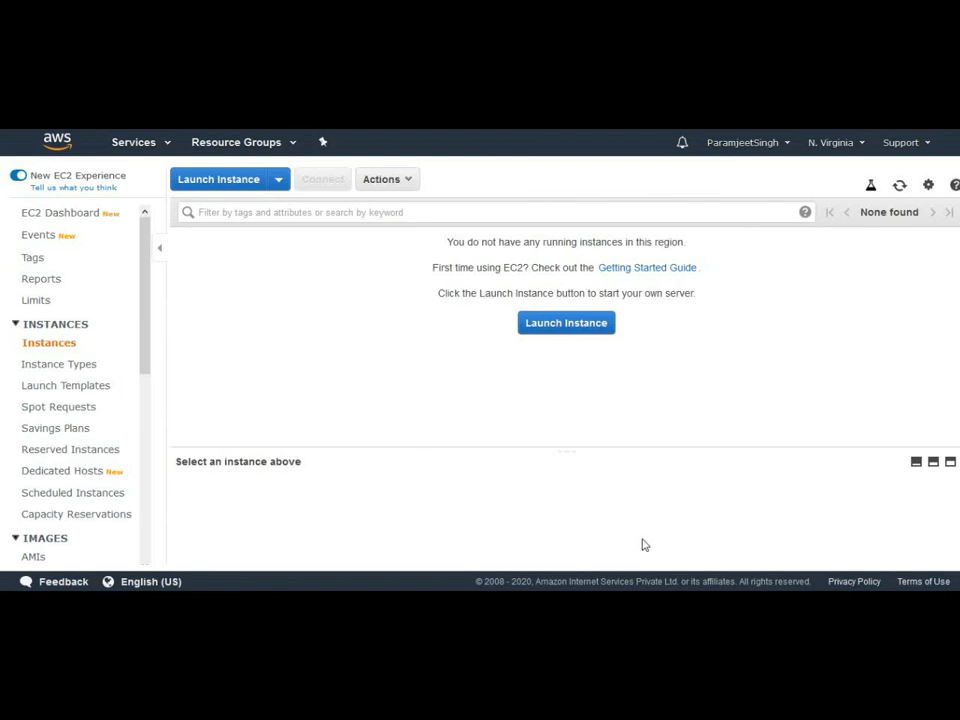 aws Services Resource Groups ParamjeetSingh N. Virginia Support
New EC2 Experience
Tell us what you think
Launch Instance Connect Actions
EC2 Dashboard New
Events New
Tags
Reports
Limits
INSTANCES
Instances
Instance Types
Launch Templates
Spot Requests
Savings Plans
Reserved Instances
Dedicated Hosts New
Scheduled Instances
Capacity Reservations
IMAGES
AMIs
Filter by tags and attributes or search by keyword
None found
You do not have any running instances in this region.
First time using EC2? Check out the Getting Started Guide.
Click the Launch Instance button to start your own server.
Launch Instance
Select an instance above
Feedback English (US) © 2008 - 2020, Amazon Internet Services Private Ltd. or its affiliates. All rights reserved. Privacy Policy Terms of Use